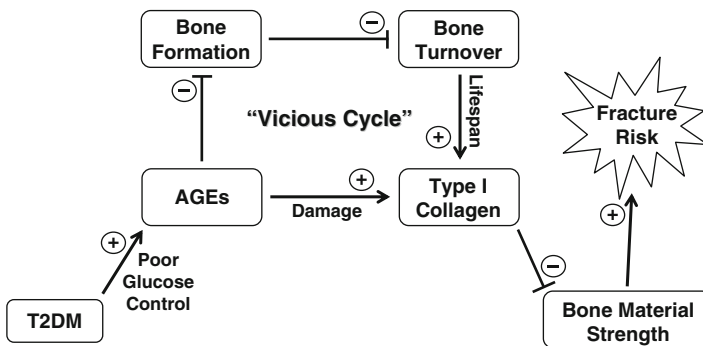 Bone
Formation
−
Bone
Turnover
−
"Vicious Cycle"
Lifespan
+
Fracture
Risk
AGEs
+
Damage
Type I
Collagen
+
+
Poor
Glucose
Control
−
T2DM
Bone Material
Strength